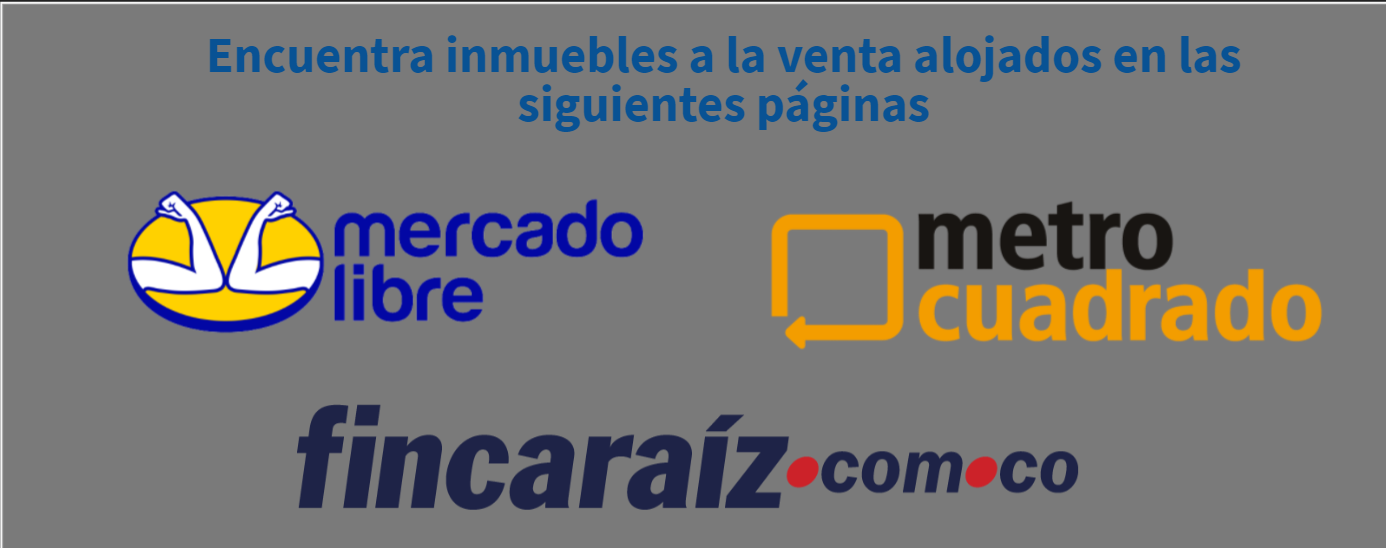 Encuentra inmuebles a la venta alojados en las
siguientes páginas
mercado
libre
metro
cuadrado
fincaraíz.com.co